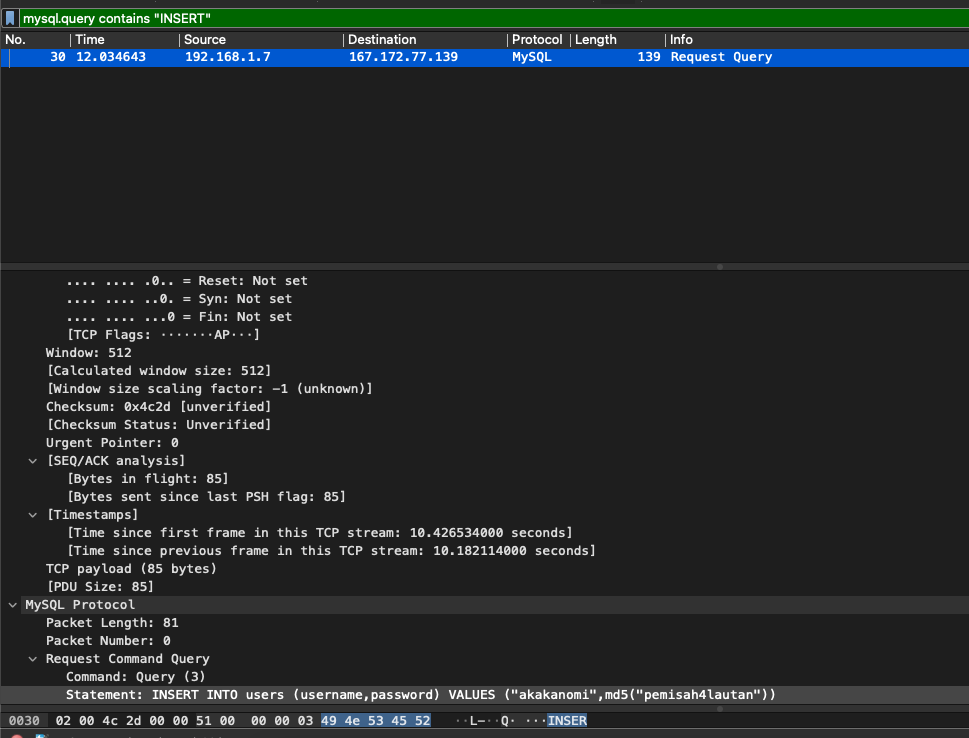 mysql.query contains "INSERT"
No. Time Source Destination Protocol Length Info
30 12.034643 192.168.1.7 167.172.77.139 MySQL 139 Request Query
.... .... .0.. = Reset: Not set
.... .... ..0. = Syn: Not set
.... .... ...0 = Fin: Not set
[TCP Flags: ·······AP···]
Window: 512
[Calculated window size: 512]
[Window size scaling factor: -1 (unknown)]
Checksum: 0x4c2d [unverified]
[Checksum Status: Unverified]
Urgent Pointer: 0
[SEQ/ACK analysis]
[Bytes in flight: 85]
[Bytes sent since last PSH flag: 85]
[Timestamps]
[Time since first frame in this TCP stream: 10.426534000 seconds]
[Time since previous frame in this TCP stream: 10.182114000 seconds]
TCP payload (85 bytes)
[PDU Size: 85]
MySQL Protocol
Packet Length: 81
Packet Number: 0
Request Command Query
Command: Query (3)
Statement: INSERT INTO users (username,password) VALUES ("akakanomi",md5("pemisah4lautan"))
0030 02 00 4c 2d 00 00 51 00 00 00 03 49 4e 53 45 52 ··L-··Q· ···INSER